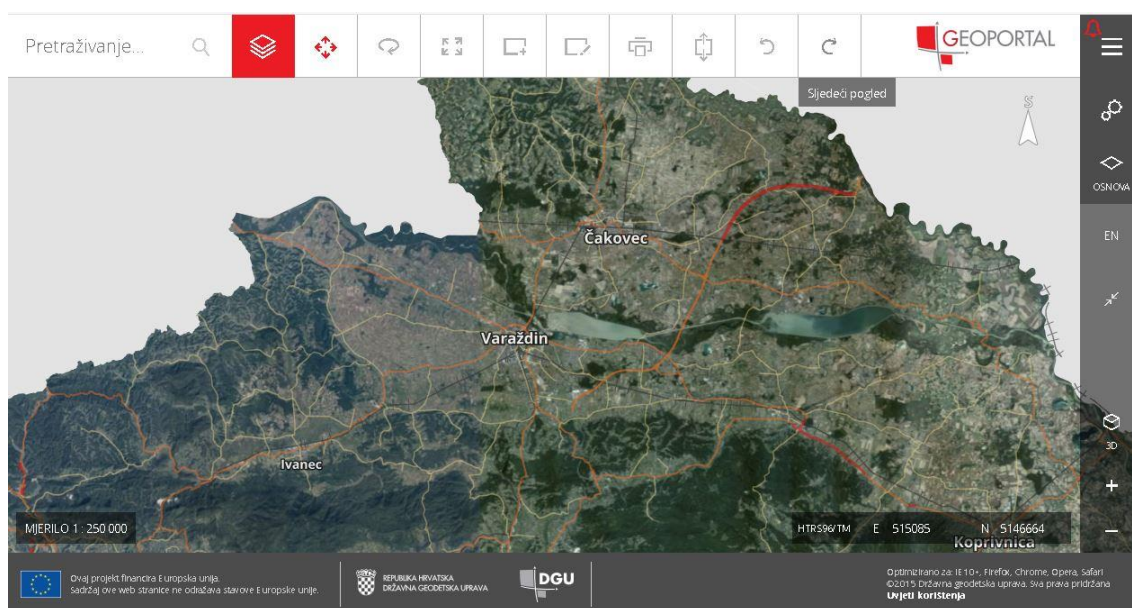 Pretraživanje...
GEOPORTAL
Sljedeći pogled
S
OSNOVA
EN
Čakovec
Varaždin
Ivanec
3D
MJERILO 1 : 250 000
HTRS96/TM E 515085 N 5146664
Koprivnica
Ovaj projekt financira Europska unija.
Sadržaj ove web stranice ne odražava stavove Europske unije.
REPUBLIKA HRVATSKA
DRŽAVNA GEODETSKA UPRAVA
DGU
Optimizirano za: IE 10+, Firefox, Chrome, Opera, Safari
©2015 Državna geodetska uprava. Sva prava pridržana
Uvjeti korištenja